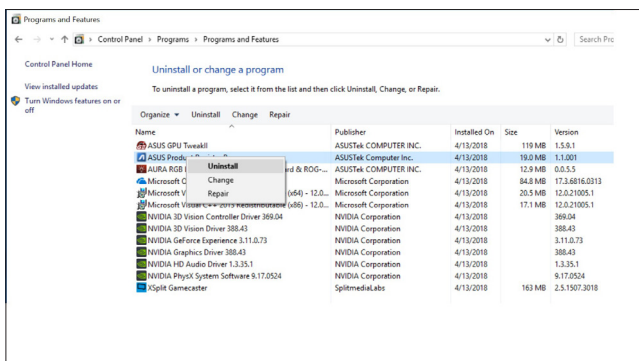 Programs and Features
Control Panel > Programs > Programs and Features
Search Pro
Control Panel Home
View installed updates
Turn Windows features on or
off
Uninstall or change a program
To uninstall a program, select it from the list and then click Uninstall, Change, or Repair.
Organize Uninstall Change Repair
Name Publisher Installed On Size Version
ASUS GPU TweakII ASUSTek COMPUTER INC. 4/13/2018 119 MB 1.5.9.1
ASUS Product ASUSTek Computer Inc. 4/13/2018 19.0 MB 1.1.001
Uninstall
AURA RGB rd & ROG-... ASUSTek COMPUTER INC. 4/13/2018 12.9 MB 0.0.5.5
Change
Microsoft O Microsoft Corporation 4/13/2018 84.8 MB 17.3.6816.0313
Repair
Microsoft V (x64) - 12.0... Microsoft Corporation 4/13/2018 20.5 MB 12.0.21005.1
Microsoft Visual C++ 2013 Redistributable (x86) - 12.0... Microsoft Corporation 4/13/2018 17.1 MB 12.0.21005.1
NVIDIA 3D Vision Controller Driver 369.04 NVIDIA Corporation 4/13/2018 369.04
NVIDIA 3D Vision Driver 388.43 NVIDIA Corporation 4/13/2018 388.43
NVIDIA GeForce Experience 3.11.0.73 NVIDIA Corporation 4/13/2018 3.11.0.73
NVIDIA Graphics Driver 388.43 NVIDIA Corporation 4/13/2018 388.43
NVIDIA HD Audio Driver 1.3.35.1 NVIDIA Corporation 4/13/2018 1.3.35.1
NVIDIA PhysX System Software 9.17.0524 NVIDIA Corporation 4/13/2018 9.17.0524
XSplit Gamecaster SplitmediaLabs 4/13/2018 163 MB 2.5.1507.3018